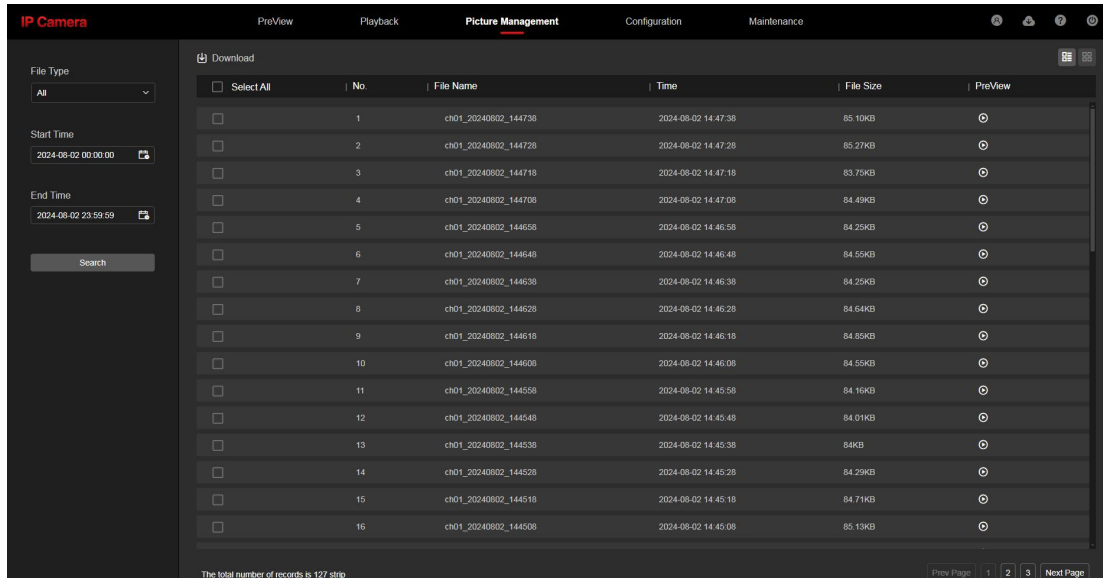 IP Camera PreView Playback Picture Management Configuration Maintenance
Download
File Type
All
Start Time
2024-08-02 00:00:00
End Time
2024-08-02 23:59:59
Search
Select All No. File Name Time File Size PreView
1 ch01_20240802_144738 2024-08-02 14:47:38 85.10KB
2 ch01_20240802_144728 2024-08-02 14:47:28 85.27KB
3 ch01_20240802_144718 2024-08-02 14:47:18 83.75KB
4 ch01_20240802_144708 2024-08-02 14:47:08 84.49KB
5 ch01_20240802_144658 2024-08-02 14:46:58 84.25KB
6 ch01_20240802_144648 2024-08-02 14:46:48 84.55KB
7 ch01_20240802_144638 2024-08-02 14:46:38 84.25KB
8 ch01_20240802_144628 2024-08-02 14:46:28 84.64KB
9 ch01_20240802_144618 2024-08-02 14:46:18 84.85KB
10 ch01_20240802_144608 2024-08-02 14:46:08 84.55KB
11 ch01_20240802_144558 2024-08-02 14:45:58 84.16KB
12 ch01_20240802_144548 2024-08-02 14:45:48 84.01KB
13 ch01_20240802_144538 2024-08-02 14:45:38 84KB
14 ch01_20240802_144528 2024-08-02 14:45:28 84.29KB
15 ch01_20240802_144518 2024-08-02 14:45:18 84.71KB
16 ch01_20240802_144508 2024-08-02 14:45:08 85.13KB
The total number of records is 127 strip Prev Page 1 2 3 Next Page